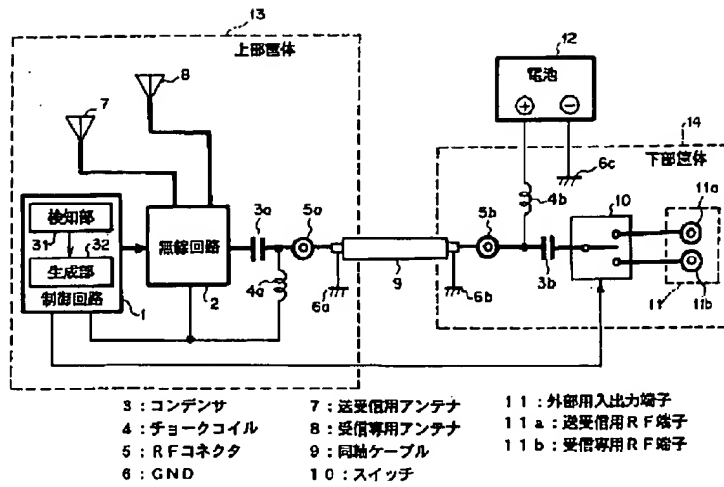 13
上部筐体
8
7
検知部
31
32
生成部
制御回路
1
無線回路
2
3a
5a
4a
6a
9
12
電池
+
−
6c
14
下部筐体
4b
5b
3b
6b
10
11a
11
11b
3：コンデンサ
4：チョークコイル
5：RFコネクタ
6：GND
7：送受信用アンテナ
8：受信専用アンテナ
9：同軸ケーブル
10：スイッチ
11：外部用入出力端子
11a：送受信用RF端子
11b：受信専用RF端子